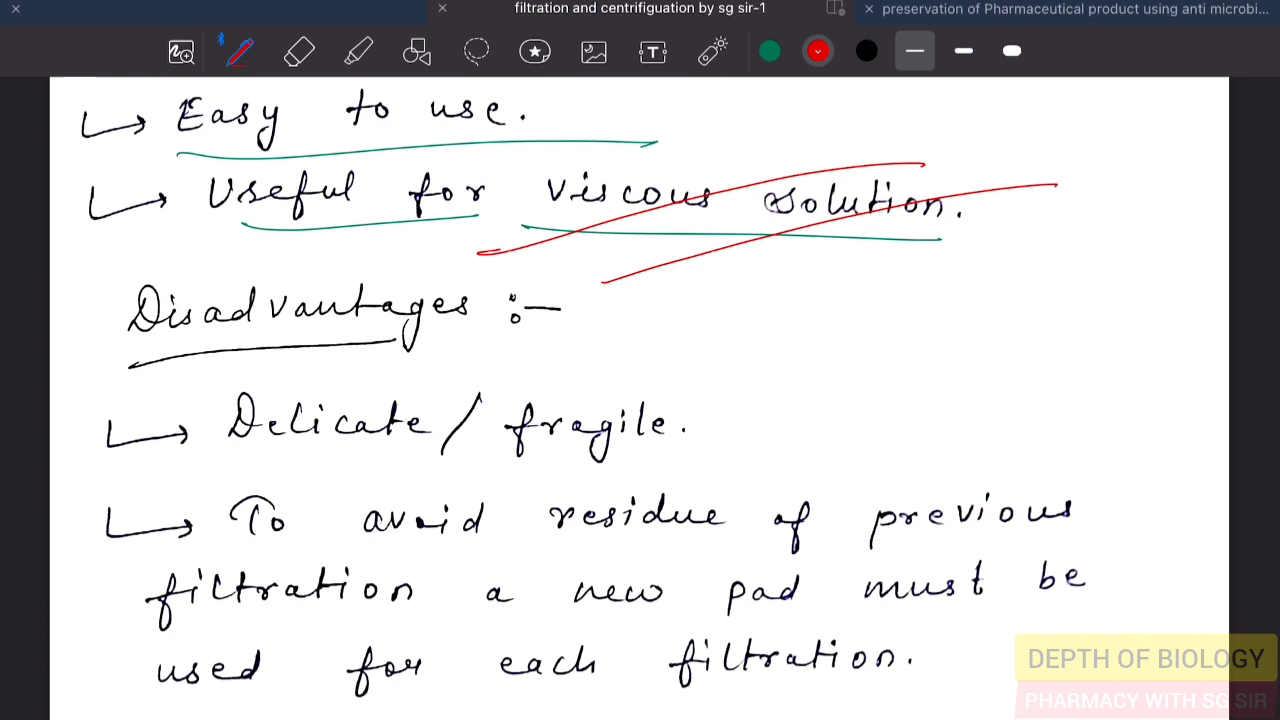 filtration and centrifiguation by sg sir-1
preservation of Pharmaceutical product using anti microbi...
Easy to use.
Useful for viscous solution.
Disadvantages :-
Delicate/fragile.
To avoid residue of previous
filtration a new pad must be
used for each filtration.
DEPTH OF BIOLOGY
PHARMACY WITH SG SIR